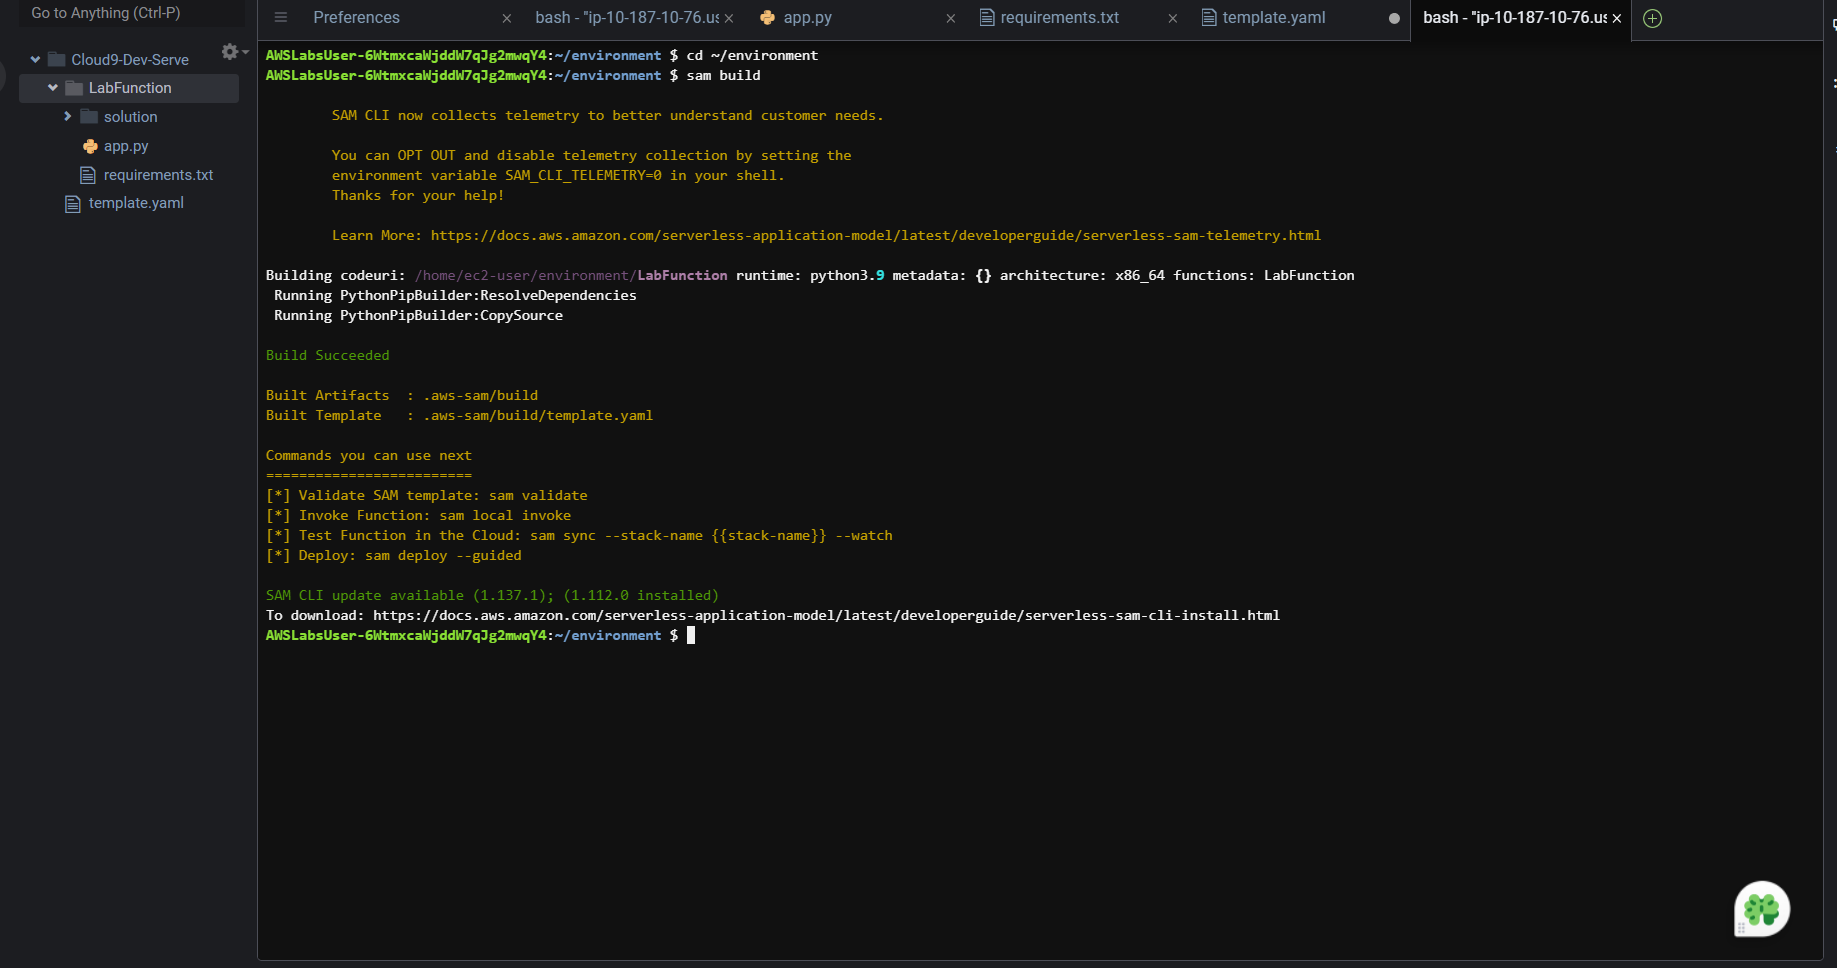 Go to Anything (Ctrl-P)
Preferences
bash - "ip-10-187-10-76.us
app.py
requirements.txt
template.yaml
bash - "ip-10-187-10-76.us
Cloud9-Dev-Serve
LabFunction
solution
app.py
requirements.txt
template.yaml
AWSLabsUser-6WtmxcaWjddW7qJg2mwqY4:~/environment $ cd ~/environment
AWSLabsUser-6WtmxcaWjddW7qJg2mwqY4:~/environment $ sam build
SAM CLI now collects telemetry to better understand customer needs.
You can OPT OUT and disable telemetry collection by setting the
environment variable SAM_CLI_TELEMETRY=0 in your shell.
Thanks for your help!
Learn More: https://docs.aws.amazon.com/serverless-application-model/latest/developerguide/serverless-sam-telemetry.html
Building codeuri: /home/ec2-user/environment/LabFunction runtime: python3.9 metadata: {} architecture: x86_64 functions: LabFunction
Running PythonPipBuilder:ResolveDependencies
Running PythonPipBuilder:CopySource
Build Succeeded
Built Artifacts  : .aws-sam/build
Built Template   : .aws-sam/build/template.yaml
Commands you can use next
=========================
[*] Validate SAM template: sam validate
[*] Invoke Function: sam local invoke
[*] Test Function in the Cloud: sam sync --stack-name {{stack-name}} --watch
[*] Deploy: sam deploy --guided
SAM CLI update available (1.137.1); (1.112.0 installed)
To download: https://docs.aws.amazon.com/serverless-application-model/latest/developerguide/serverless-sam-cli-install.html
AWSLabsUser-6WtmxcaWjddW7qJg2mwqY4:~/environment $